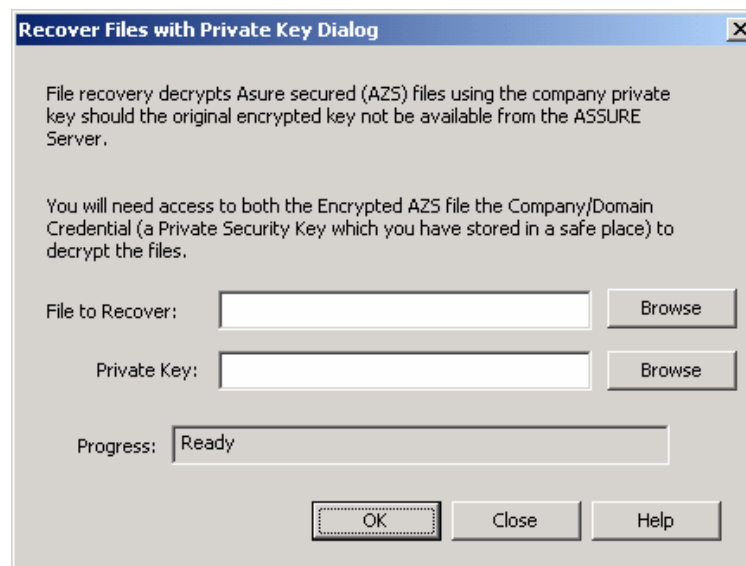 Recover Files with Private Key Dialog
File recovery decrypts Asure secured (AZS) files using the company private
key should the original encrypted key not be available from the ASSURE
Server.
You will need access to both the Encrypted AZS file the Company/Domain
Credential (a Private Security Key which you have stored in a safe place) to
decrypt the files.
File to Recover: Browse
Private Key: Browse
Progress: Ready
OK Close Help